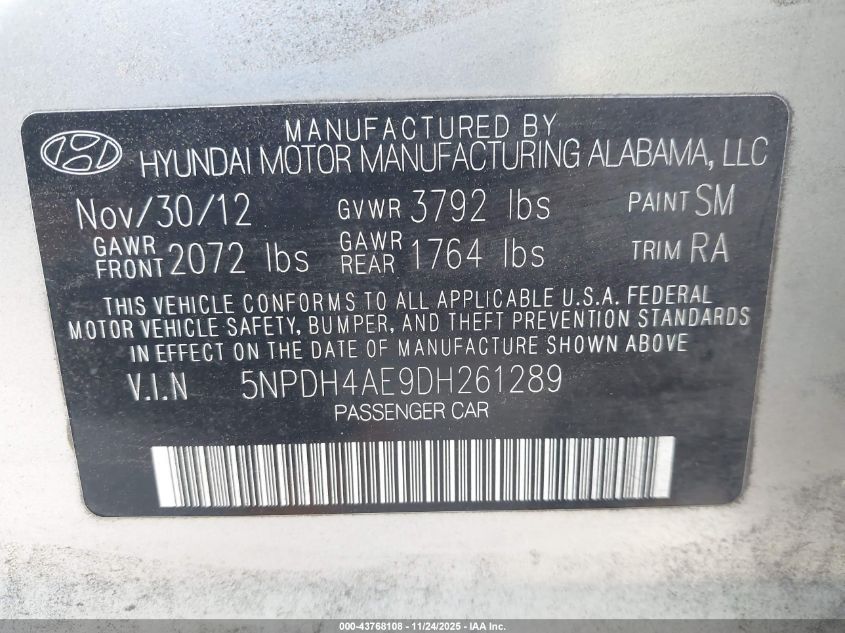 MANUFACTURED BY
HYUNDAI MOTOR MANUFACTURING ALABAMA, LLC
Nov/30/12 GVWR 3792 lbs PAINT SM
GAWR FRONT 2072 lbs GAWR REAR 1764 lbs TRIM RA
THIS VEHICLE CONFORMS TO ALL APPLICABLE U.S.A. FEDERAL
MOTOR VEHICLE SAFETY, BUMPER, AND THEFT PREVENTION STANDARDS
IN EFFECT ON THE DATE OF MANUFACTURE SHOWN ABOVE
V.I.N 5NPDH4AE9DH261289
PASSENGER CAR
000-43768108 - 11/24/2025 - IAA Inc.